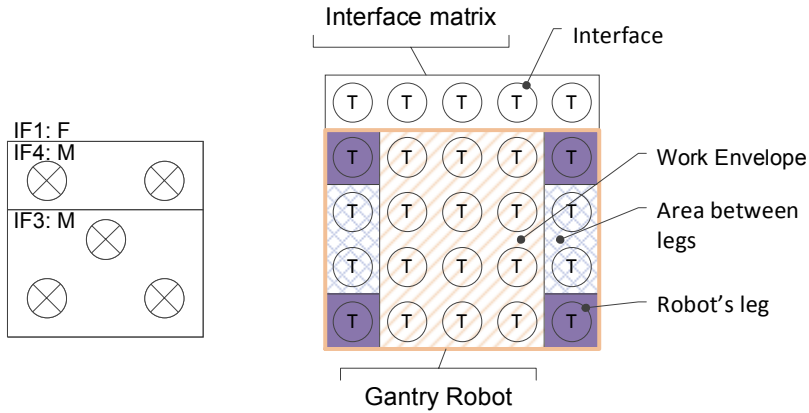 Interface matrix
Interface
T T T T T
IF1: F
IF4: M
T T T T T
Work Envelope
IF3: M
T T T T T
Area between
legs
T T T T T
Robot's leg
T T T T T
Gantry Robot